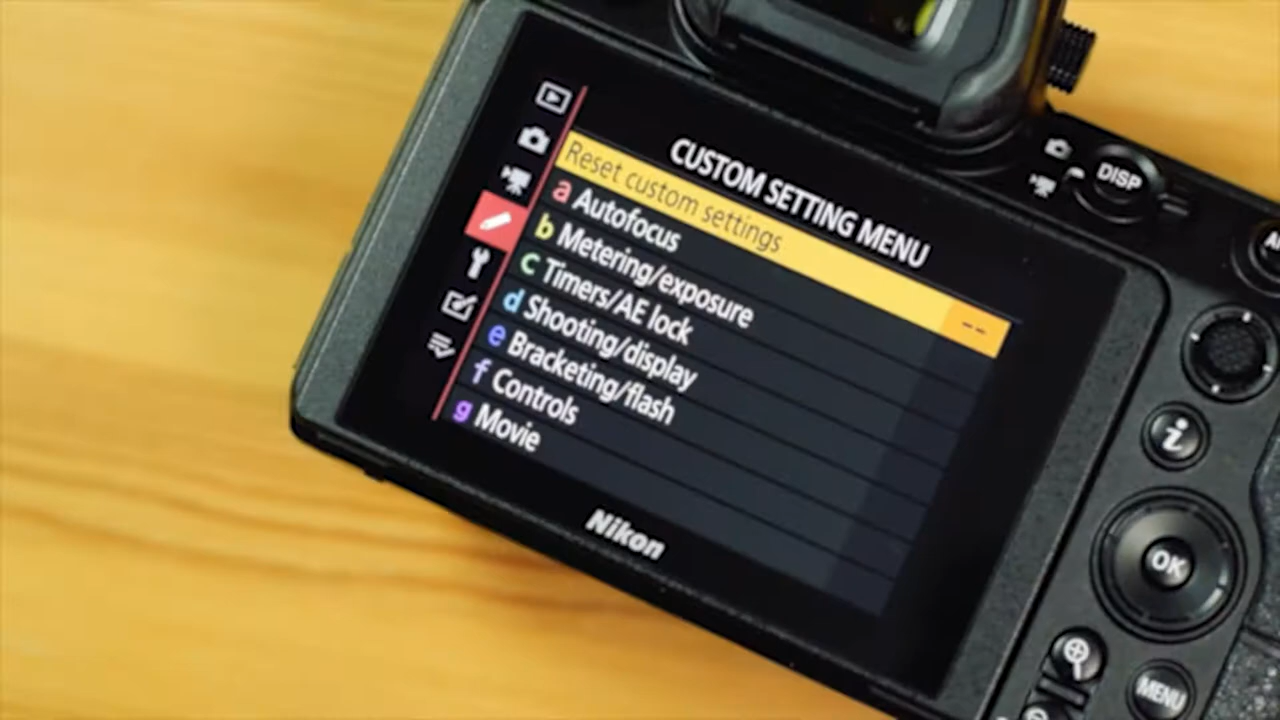 CUSTOM SETTING MENU
Reset custom settings --
a Autofocus
b Metering/exposure
c Timers/AE lock
d Shooting/display
e Bracketing/flash
f Controls
g Movie
Nikon
DISP
i
OK
MENU